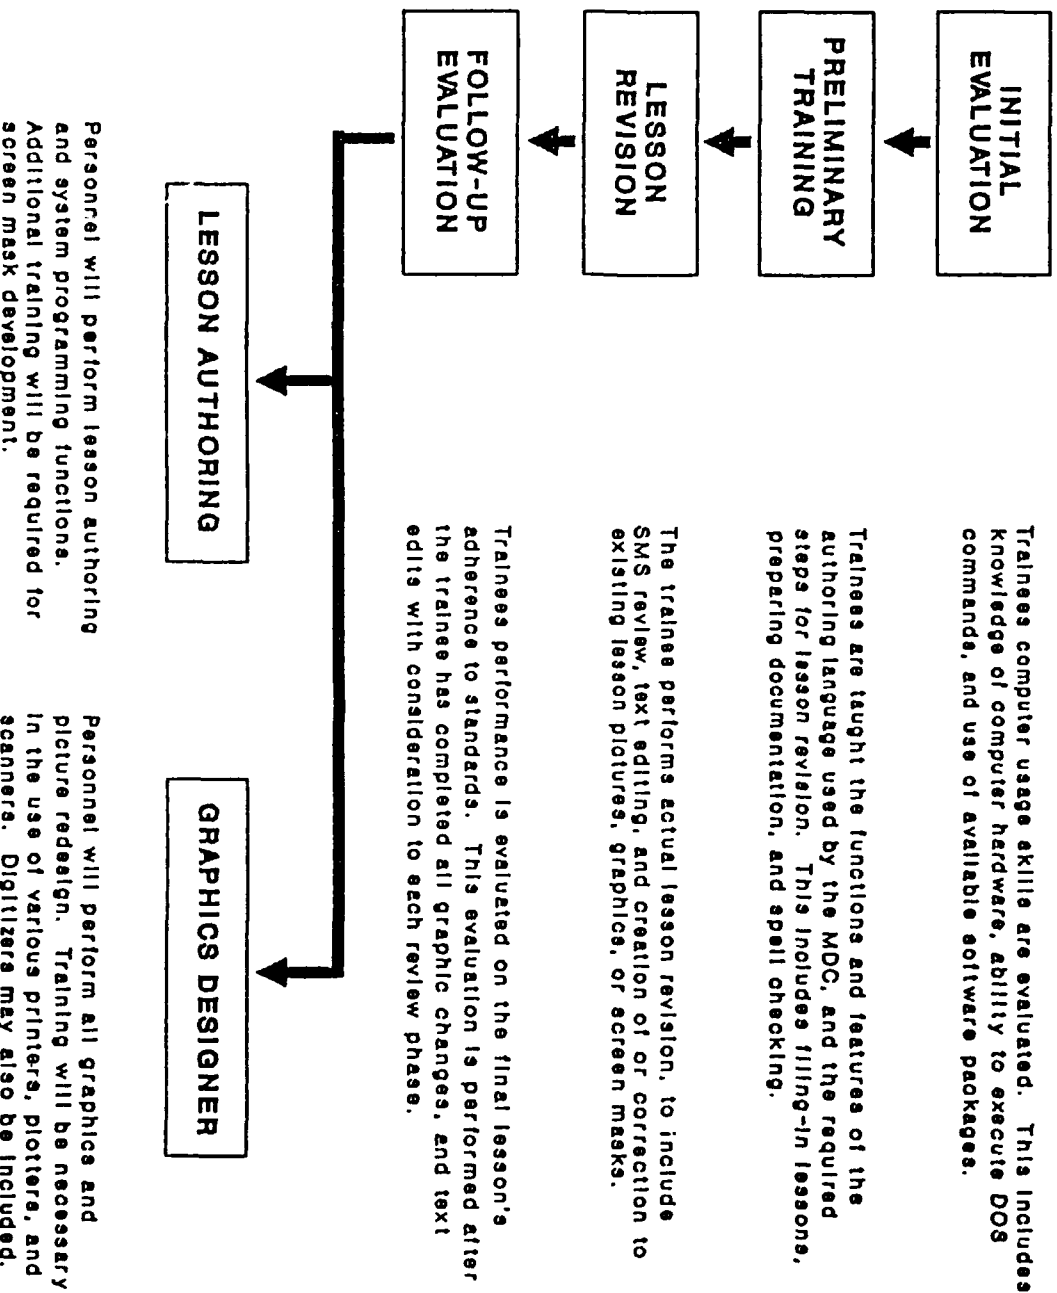 INITIAL
EVALUATION
Trainees computer usage skills are evaluated. This includes
knowledge of computer hardware, ability to execute DOS
commands, and use of available software packages.
PRELIMINARY
TRAINING
Trainees are taught the functions and features of the
authoring language used by the MDC, and the required
steps for lesson revision. This includes filling-in lessons,
preparing documentation, and spell checking.
LESSON
REVISION
The trainee performs actual lesson revision, to include
SMS review, text editing, and creation of or correction to
existing lesson pictures, graphics, or screen masks.
FOLLOW-UP
EVALUATION
Trainees performance is evaluated on the final lesson's
adherence to standards. This evaluation is performed after
the trainee has completed all graphic changes, and text
edits with consideration to each review phase.
LESSON AUTHORING
Personnel will perform lesson authoring
and system programming functions.
Additional training will be required for
screen mask development.
GRAPHICS DESIGNER
Personnel will perform all graphics and
picture redesign. Training will be necessary
in the use of various printers, plotters, and
scanners. Digitizers may also be included.